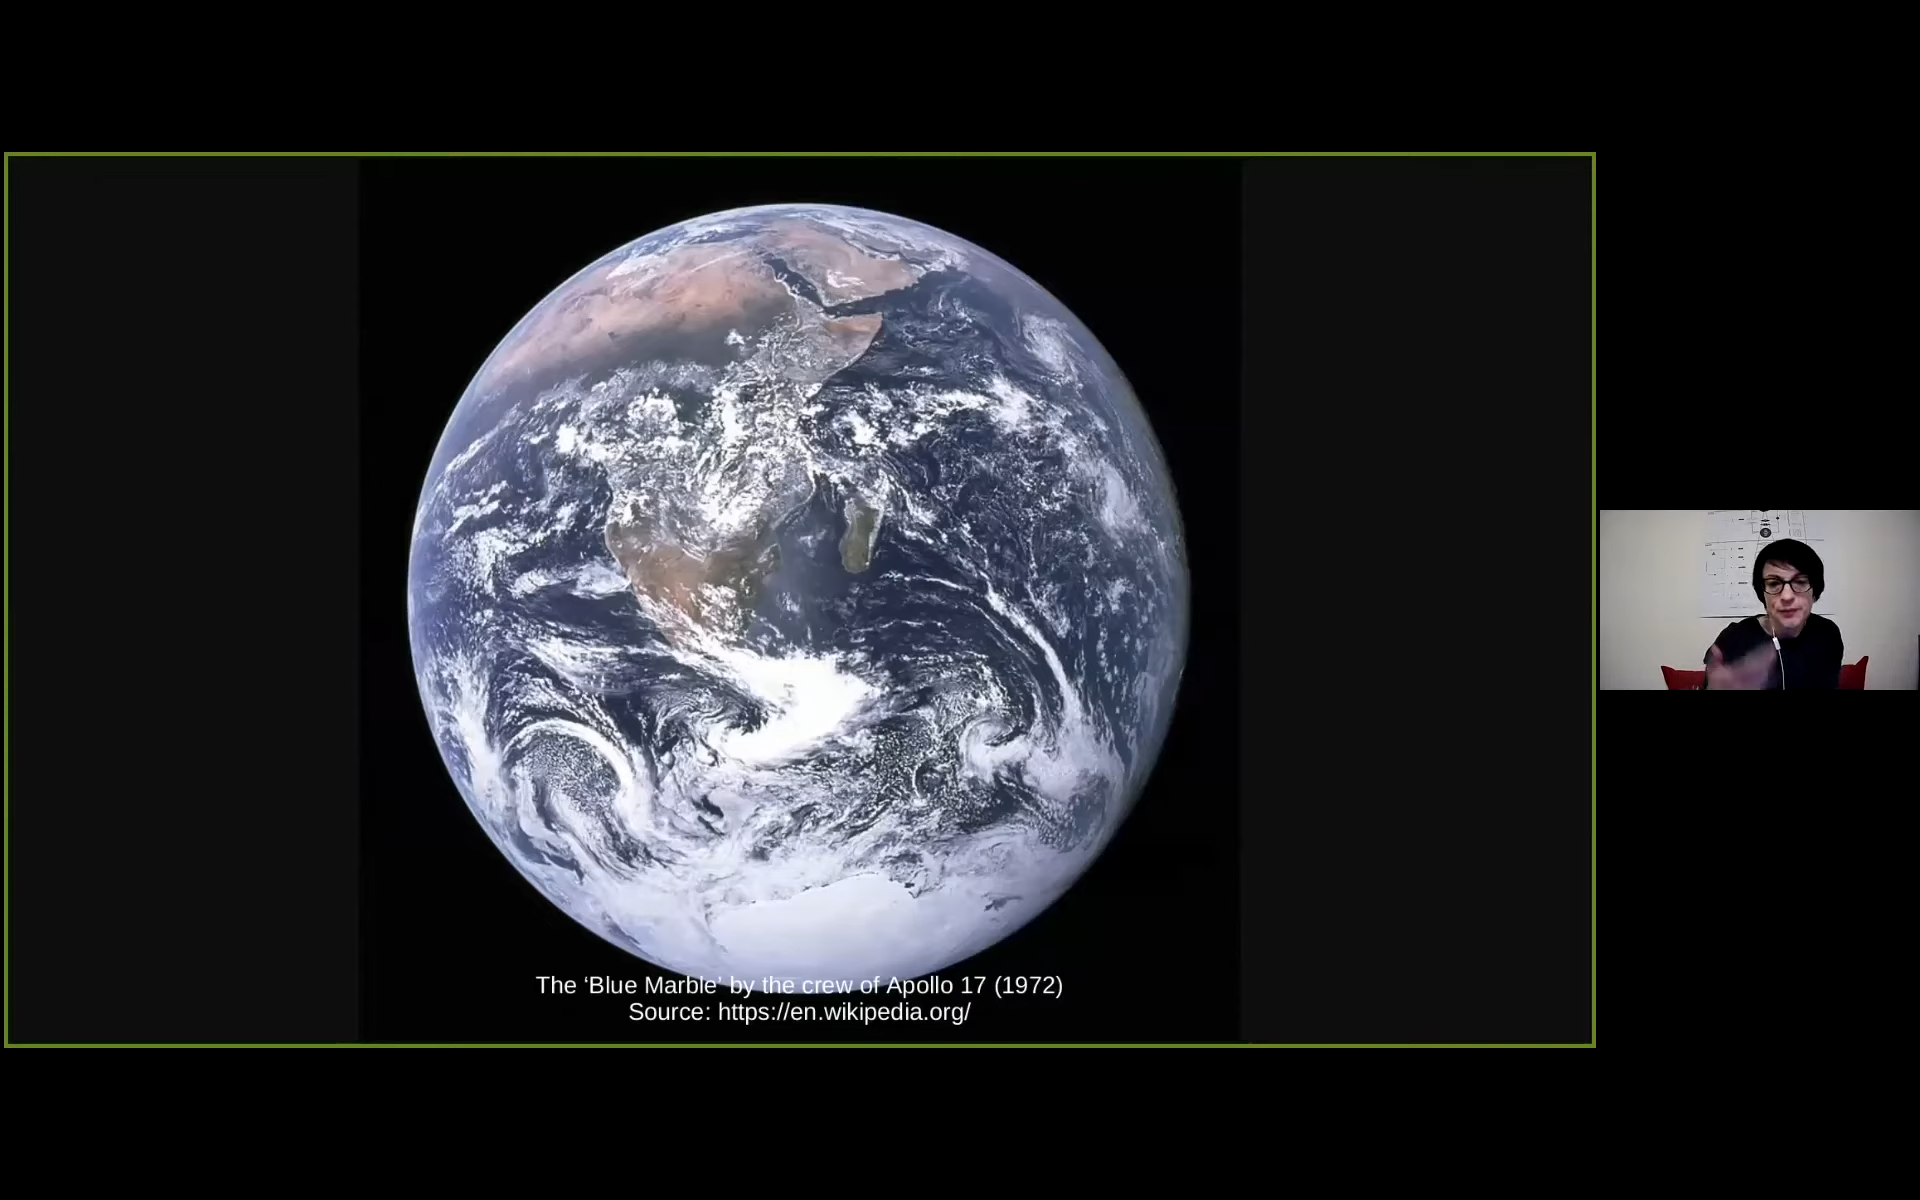 The ‘Blue Marble’ by the crew of Apollo 17 (1972)
Source: https://en.wikipedia.org/